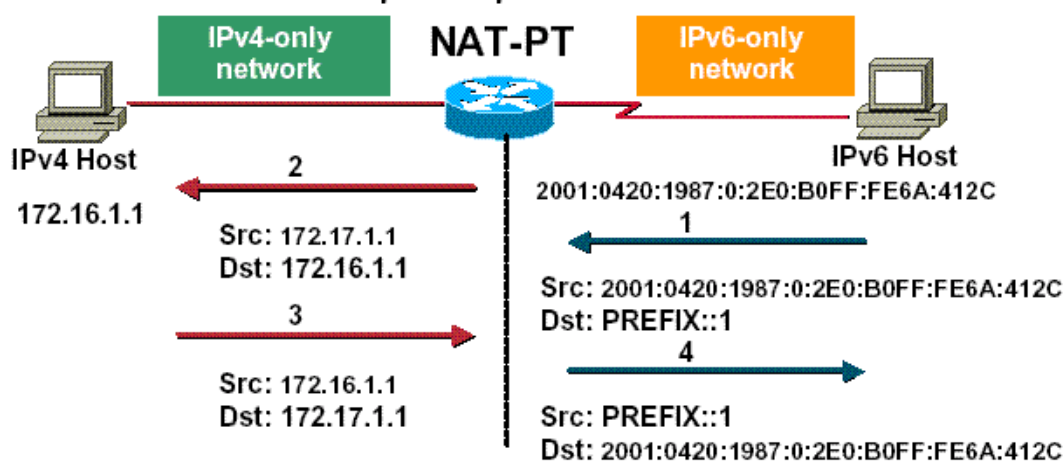 IPv4-only
network
NAT-PT
IPv6-only
network
IPv4 Host
172.16.1.1
IPv6 Host
2001:0420:1987:0:2E0:B0FF:FE6A:412C
2
Src: 172.17.1.1
Dst: 172.16.1.1
1
Src: 2001:0420:1987:0:2E0:B0FF:FE6A:412C
Dst: PREFIX::1
3
Src: 172.16.1.1
Dst: 172.17.1.1
4
Src: PREFIX::1
Dst: 2001:0420:1987:0:2E0:B0FF:FE6A:412C